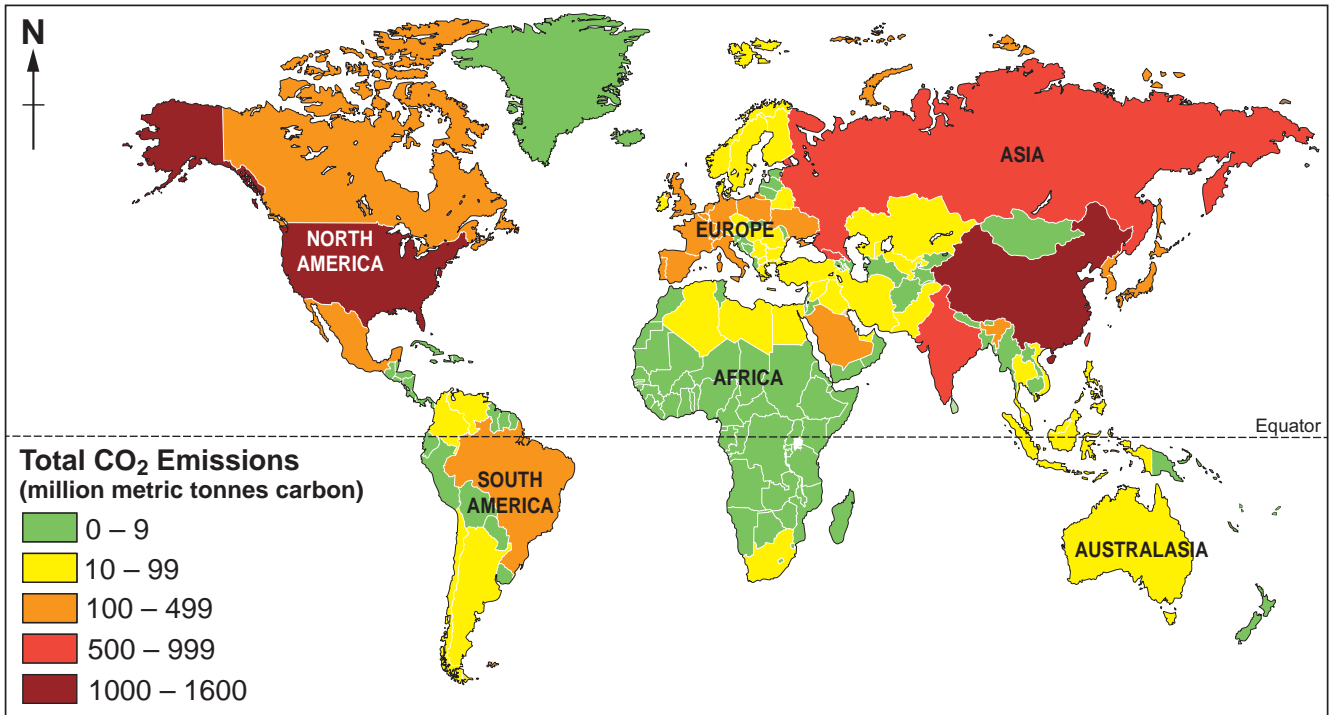 N
ASIA
NORTH
AMERICA
EUROPE
AFRICA
Equator
SOUTH
AMERICA
AUSTRALASIA
Total CO₂ Emissions
(million metric tonnes carbon)
0 – 9
10 – 99
100 – 499
500 – 999
1000 – 1600